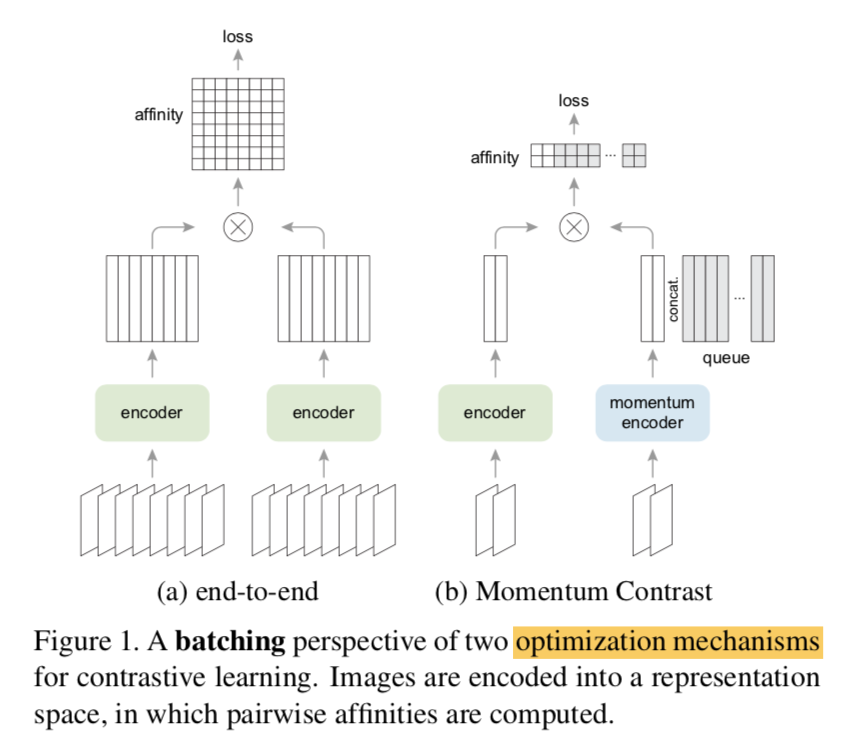 loss
affinity
loss
affinity
concat.
...
...
queue
encoder
encoder
encoder
momentum
encoder
(a) end-to-end
(b) Momentum Contrast
Figure 1. A batching perspective of two optimization mechanisms
for contrastive learning. Images are encoded into a representation
space, in which pairwise affinities are computed.